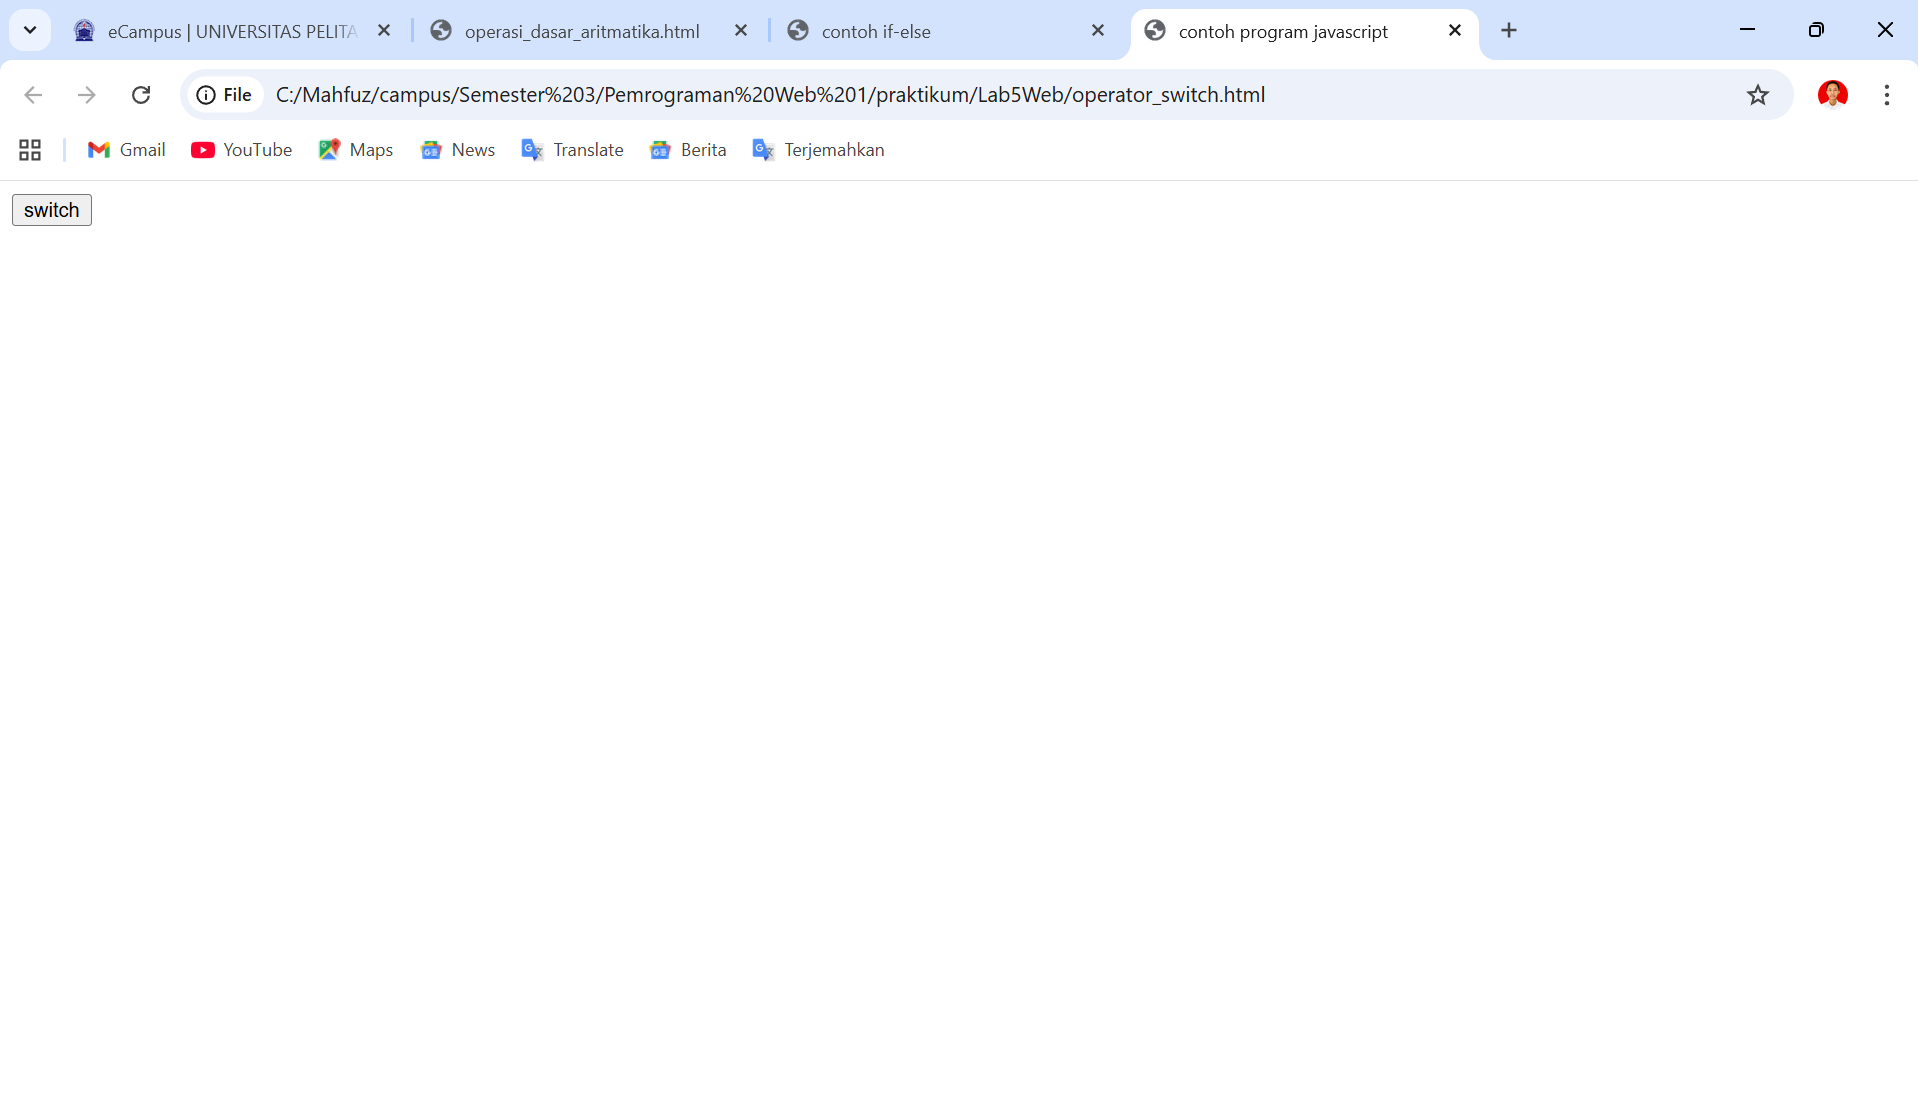 eCampus | UNIVERSITAS PELITA
operasi_dasar_aritmatika.html
contoh if-else
contoh program javascript
File
C:/Mahfuz/campus/Semester%203/Pemrograman%20Web%201/praktikum/Lab5Web/operator_switch.html
Gmail
YouTube
Maps
News
Translate
Berita
Terjemahkan
switch